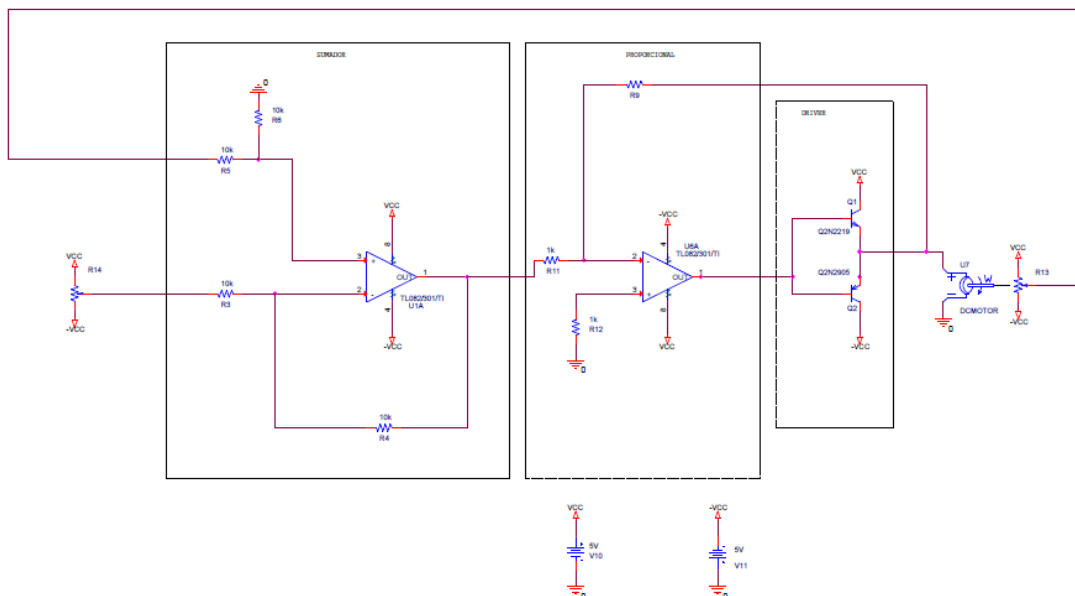 SUMADOR
PROPORCIONAL
0
10k
R6
R9
DRIVER
10k
R5
VCC
Q1
Q2N2219
VCC
8
3
+
OUT
1
2
-
TL082/301/TI
U1A
4
-VCC
-VCC
4
U6A
TL082/301/TI
1k
R11
2
-
OUT
1
3
+
8
VCC
1k
R12
0
Q2N2905
Q2
-VCC
U7
+
-
W
DCMOTOR
0
VCC
R13
-VCC
VCC
R14
-VCC
10k
R3
10k
R4
VCC
5V
V10
0
-VCC
5V
V11
0